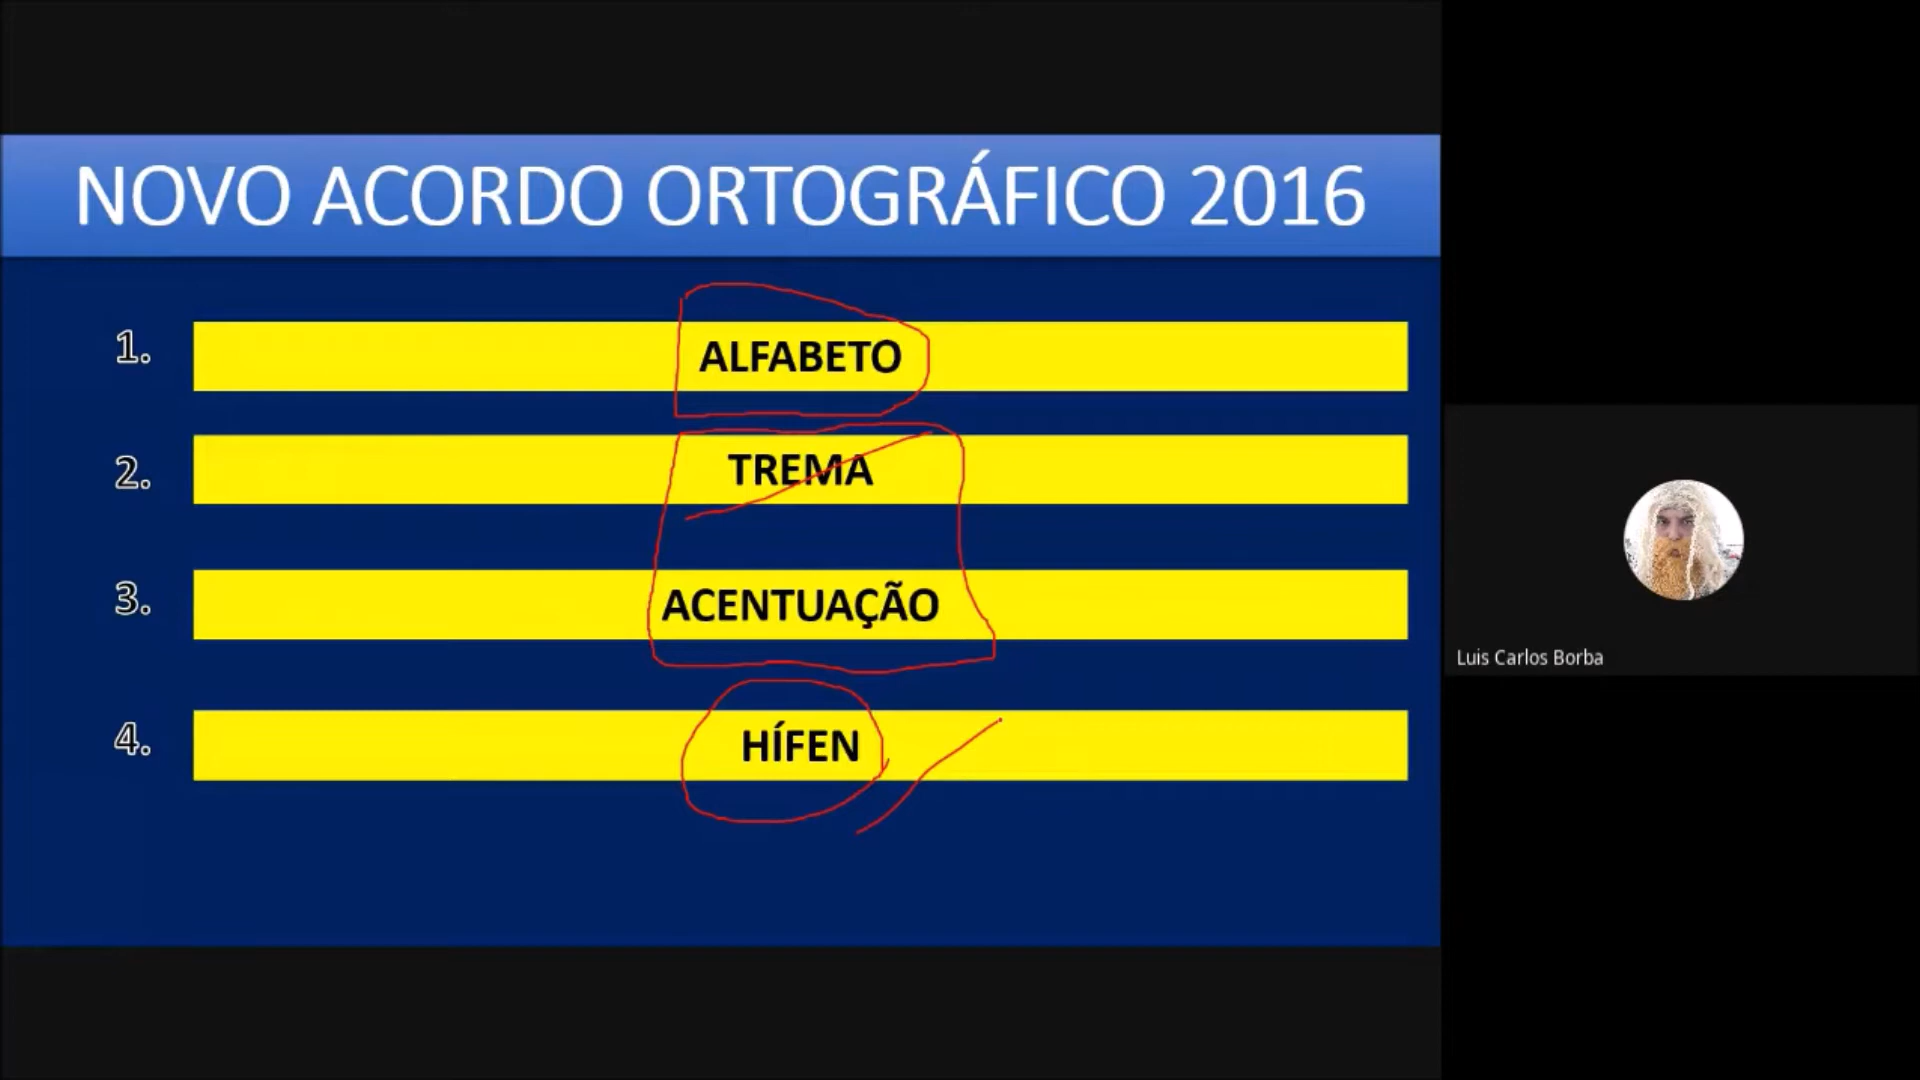 NOVO ACORDO ORTOGRÁFICO 2016
1. ALFABETO
2. TREMA
3. ACENTUAÇÃO
4. HÍFEN
Luis Carlos Borba